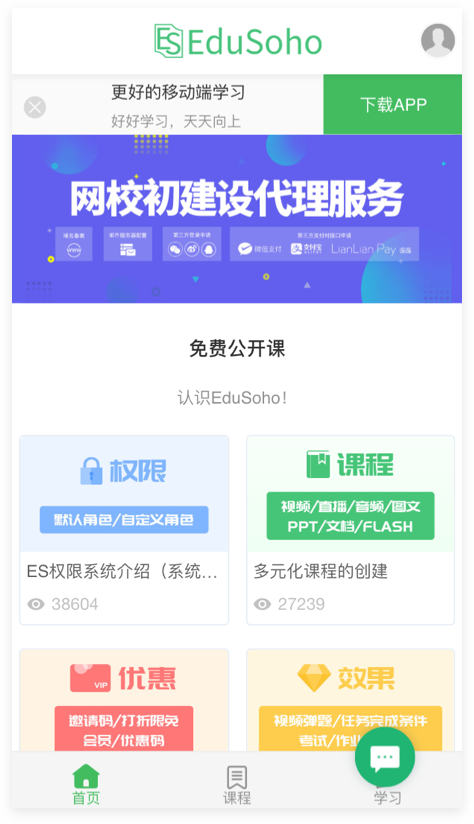 ES EduSoho
更好的移动端学习
好好学习，天天向上
下载APP
网校初建设代理服务
域名备案
www
第三方登录申请
第三方支付对接口申请
微信支付
支付宝
LianLian Pay
免费公开课
认识EduSoho！
权限
默认角色/自定义角色
ES权限系统介绍（系统...
38604
课程
视频/直播/音频/图文
PPT/文档/FLASH
多元化课程的创建
27239
VIP 优惠
邀请码/打折限免
会员/优惠码
效果
视频弹题/任务完成条件
考试/作业
首页
课程
学习